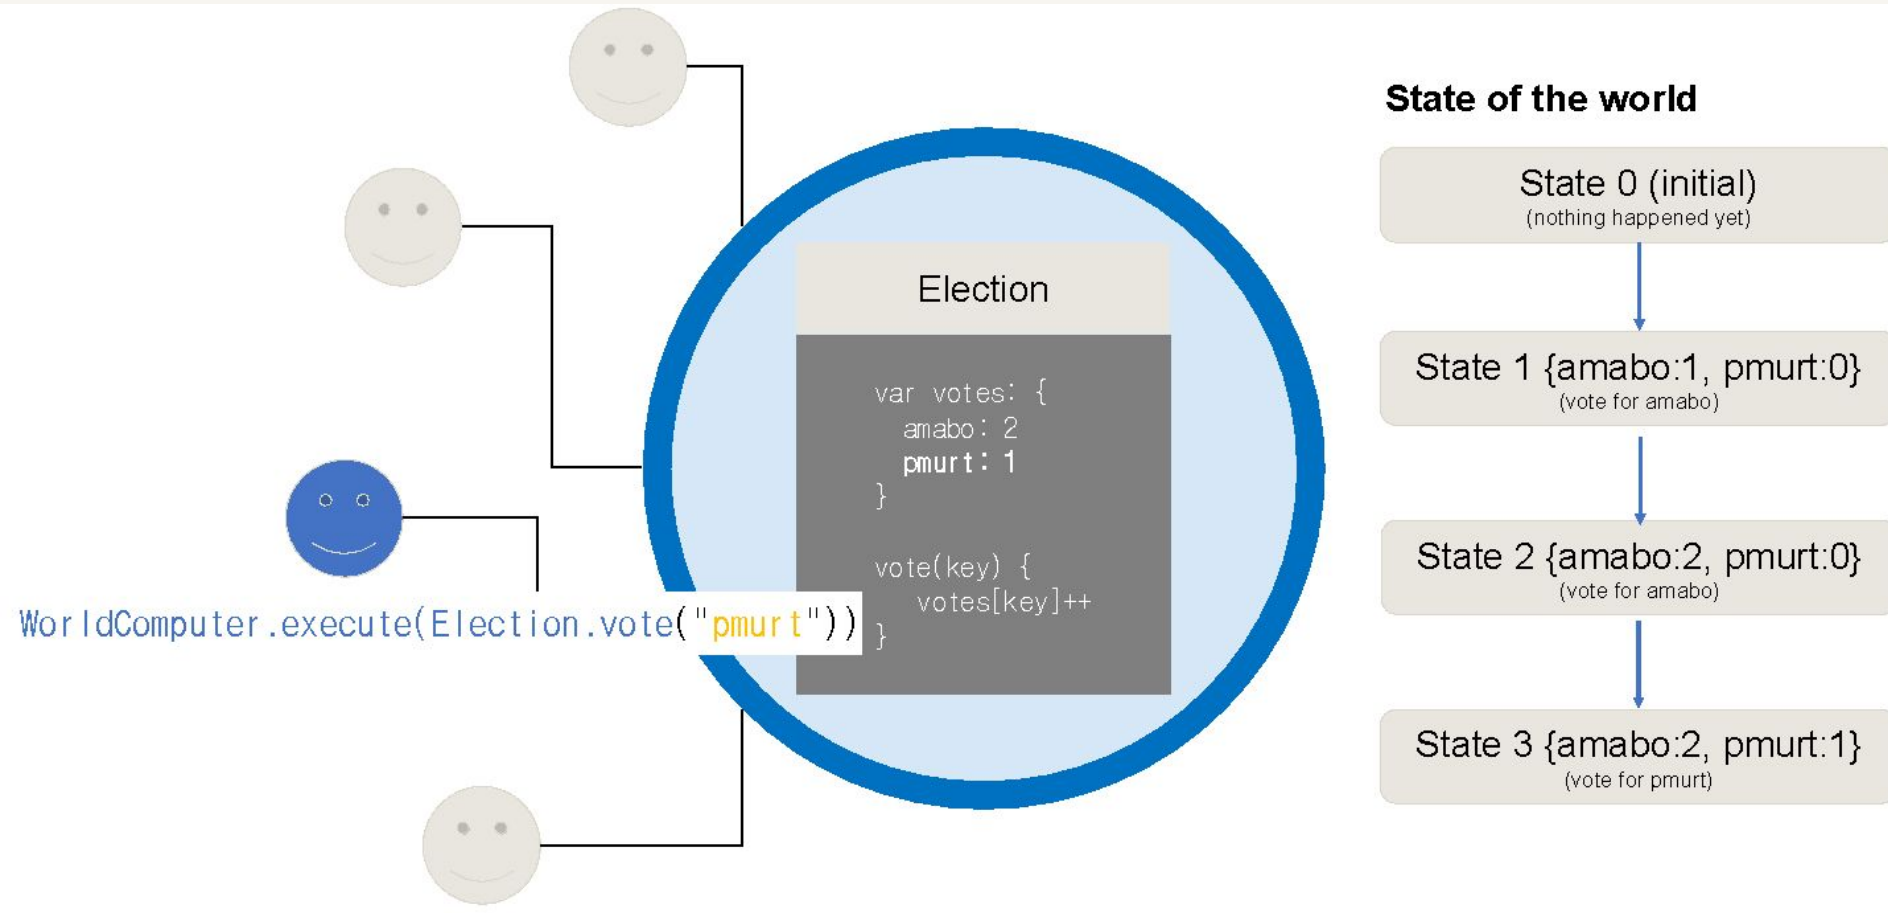 State of the world
State 0 (initial)
(nothing happened yet)
Election
State 1 {amabo:1, pmurt:0}
(vote for amabo)
var votes: {
amabo: 2
pmurt: 1
}
State 2 {amabo:2, pmurt:0}
(vote for amabo)
vote(key) {
votes[key]++
}
WorldComputer.execute(Election.vote("pmurt"))
State 3 {amabo:2, pmurt:1}
(vote for pmurt)